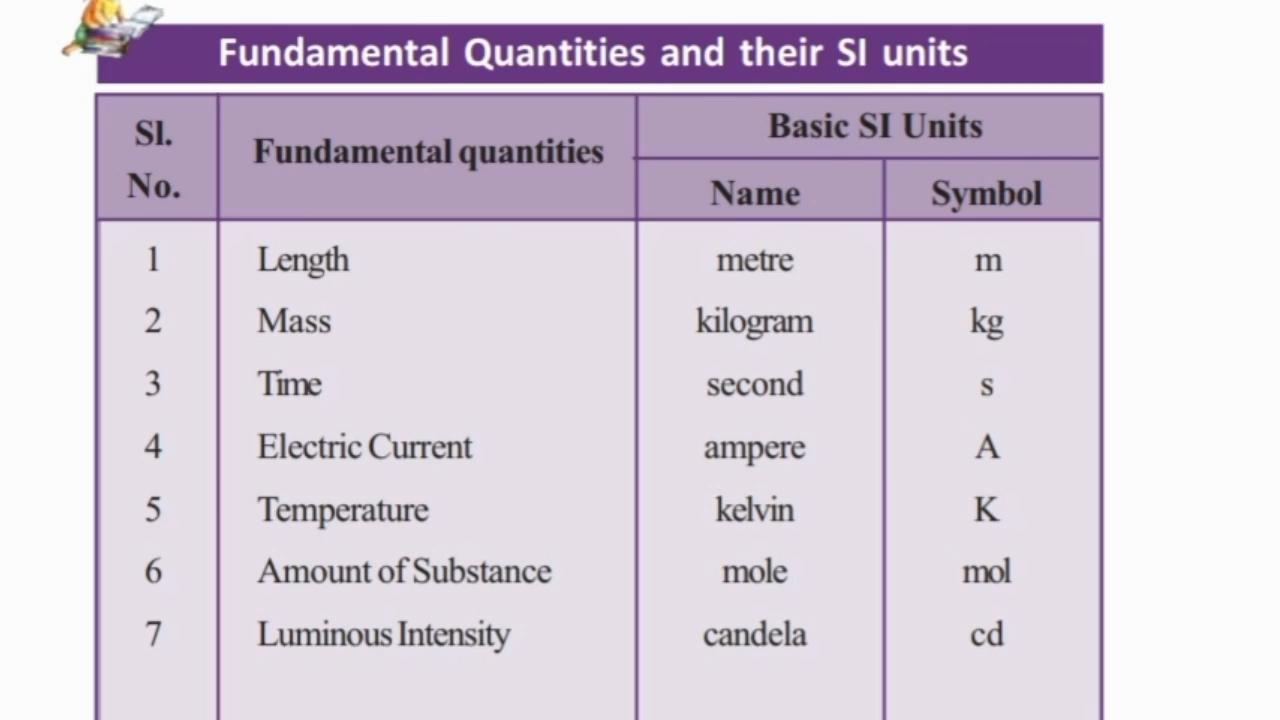 Fundamental Quantities and their SI units
Sl. No. Fundamental quantities Basic SI Units
Name Symbol
1 Length metre m
2 Mass kilogram kg
3 Time second s
4 Electric Current ampere A
5 Temperature kelvin K
6 Amount of Substance mole mol
7 Luminous Intensity candela cd